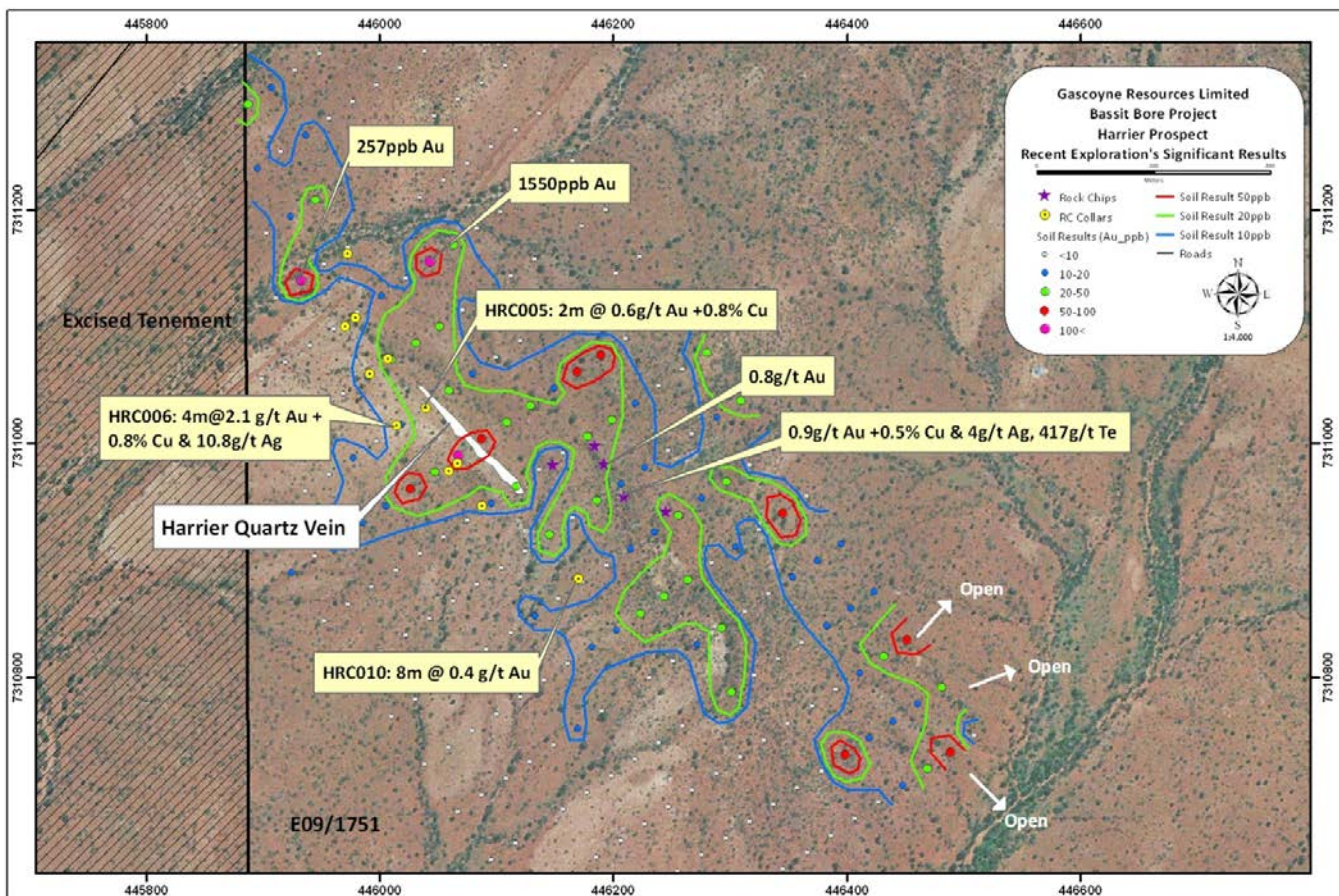 445800 446000 446200 446400 446600
Gascoyne Resources Limited
Bassit Bore Project
Harrier Prospect
Recent Exploration's Significant Results
Meters
Rock Chips
RC Collars
Soil Results (Au_ppb)
<10
10-20
20-50
50-100
100<
Soil Result 50ppb
Soil Result 20ppb
Soil Result 10ppb
Roads
N
W E
S
1:4,000
7311200
7311200
257ppb Au
1550ppb Au
Excised Tenement
HRC005: 2m @ 0.6g/t Au +0.8% Cu
0.8g/t Au
HRC006: 4m@2.1 g/t Au +
0.8% Cu & 10.8g/t Ag
0.9g/t Au +0.5% Cu & 4g/t Ag, 417g/t Te
7311000
7311000
Harrier Quartz Vein
Open
HRC010: 8m @ 0.4 g/t Au
Open
7310800
7310800
Open
E09/1751
445800 446000 446200 446400 446600